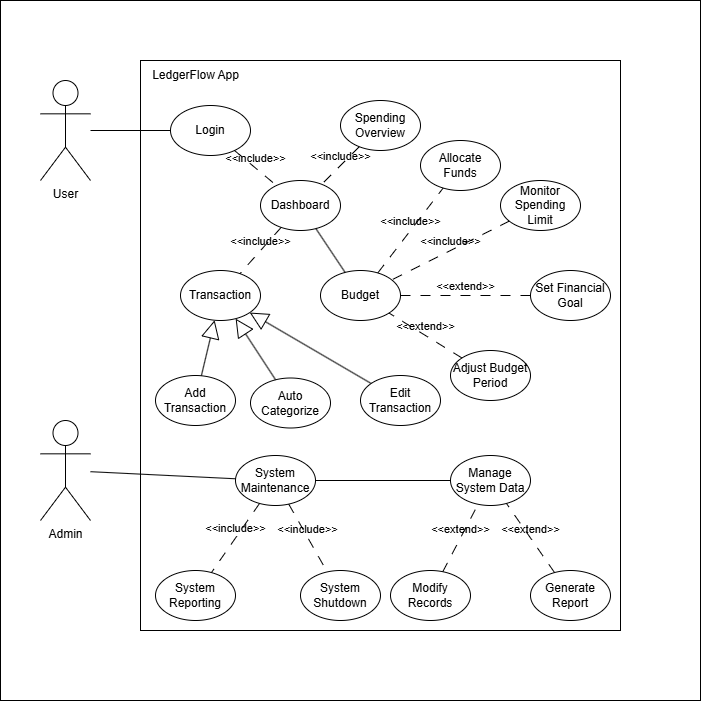 LedgerFlow App
Spending
Overview
Login
Allocate
Funds
<<include>>
<<include>>
User
Dashboard
Monitor
Spending
Limit
<<include>>
<<include>>
<<include>>
Transaction
Budget
<<extend>>
Set Financial
Goal
<<extend>>
Adjust Budget
Period
Add
Transaction
Auto
Categorize
Edit
Transaction
System
Maintenance
Manage
System Data
Admin
<<include>>
<<include>>
<<extend>>
<<extend>>
System
Reporting
System
Shutdown
Modify
Records
Generate
Report